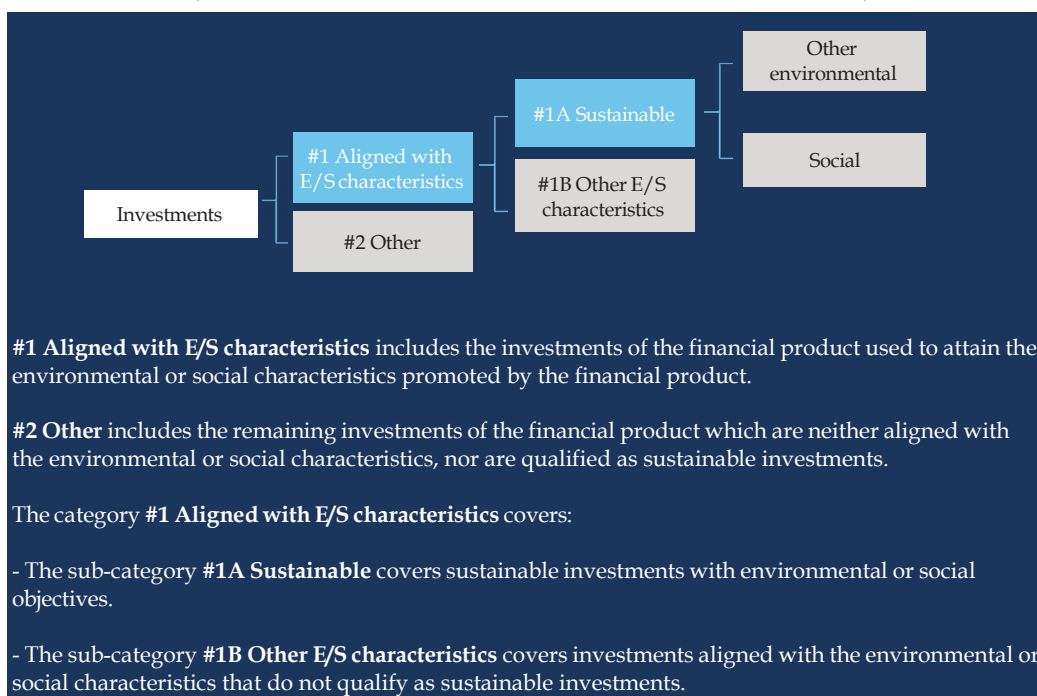 Other
environmental
#1A Sustainable
#1 Aligned with
E/S characteristics
Social
#1B Other E/S
characteristics
Investments
#2 Other
#1 Aligned with E/S characteristics includes the investments of the financial product used to attain the
environmental or social characteristics promoted by the financial product.
#2 Other includes the remaining investments of the financial product which are neither aligned with
the environmental or social characteristics, nor are qualified as sustainable investments.
The category #1 Aligned with E/S characteristics covers:
- The sub-category #1A Sustainable covers sustainable investments with environmental or social
objectives.
- The sub-category #1B Other E/S characteristics covers investments aligned with the environmental or
social characteristics that do not qualify as sustainable investments.